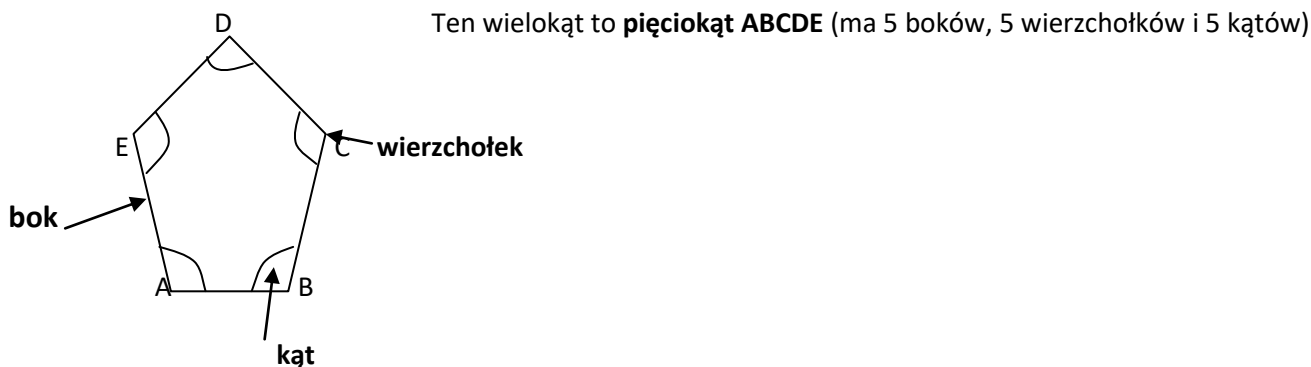 D
Ten wielokąt to pięciokąt ABCDE (ma 5 boków, 5 wierzchołków i 5 kątów)
E
C
wierzchołek
bok
A
B
kąt